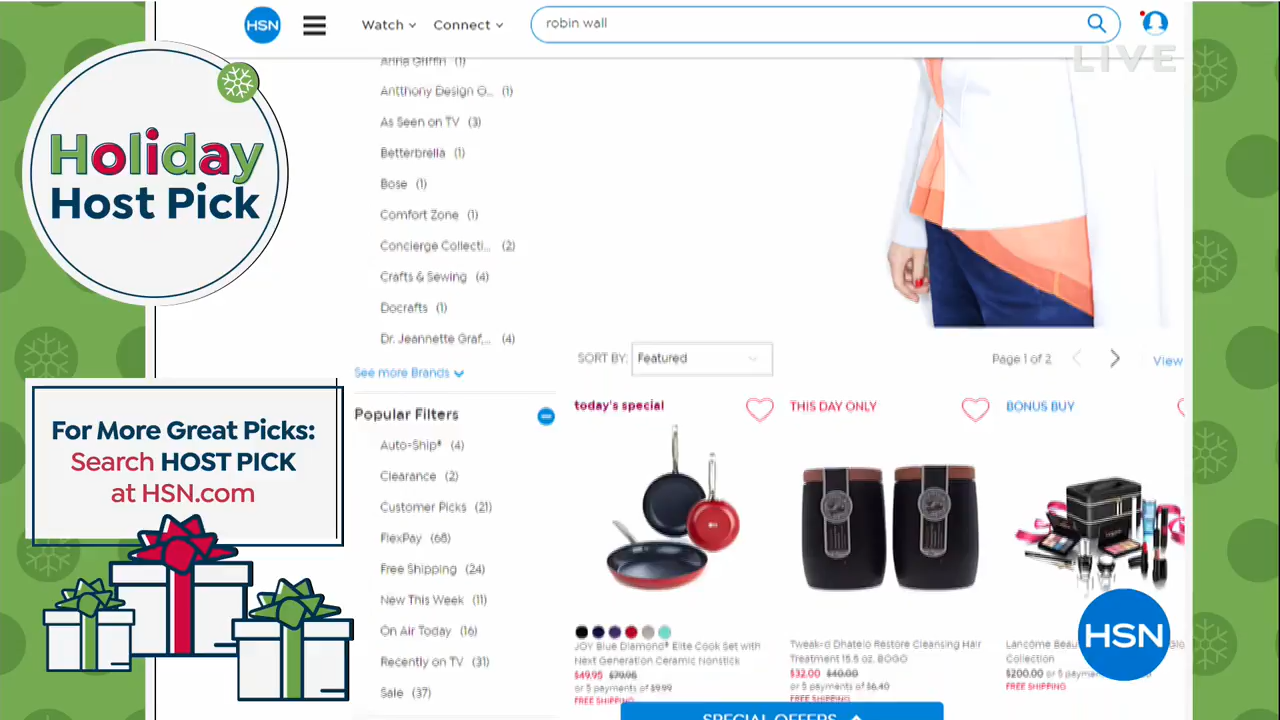 HSN
Watch
Connect
robin wall
LIVE
Holiday
Host Pick
For More Great Picks:
Search HOST PICK
at HSN.com
Anna Griffin (1)
Antthony Design O... (1)
As Seen on TV (3)
Betterbrella (1)
Bose (1)
Comfort Zone (1)
Concierge Collecti... (2)
Crafts & Sewing (4)
Docrafts (1)
Dr. Jeannette Graf,... (4)
See more Brands
Popular Filters
Auto-Ship® (4)
Clearance (2)
Customer Picks (21)
FlexPay (68)
Free Shipping (24)
New This Week (11)
On Air Today (16)
Recently on TV (31)
Sale (37)
SORT BY: Featured
Page 1 of 2
View
today's special
THIS DAY ONLY
BONUS BUY
JOY Blue Diamond® Elite Cook Set with
Next Generation Ceramic Nonstick
$49.95 $79.95
or 5 payments of $9.99
FREE SHIPPING
Tweak-d Dhatelo Restore Cleansing Hair
Treatment 15.5 oz. BOGO
$32.00 $40.00
or 5 payments of $6.40
FREE SHIPPING
Lancome Beau
Collection
$200.00 or 5 payme
FREE SHIPPING
HSN
SPECIAL OFFERS